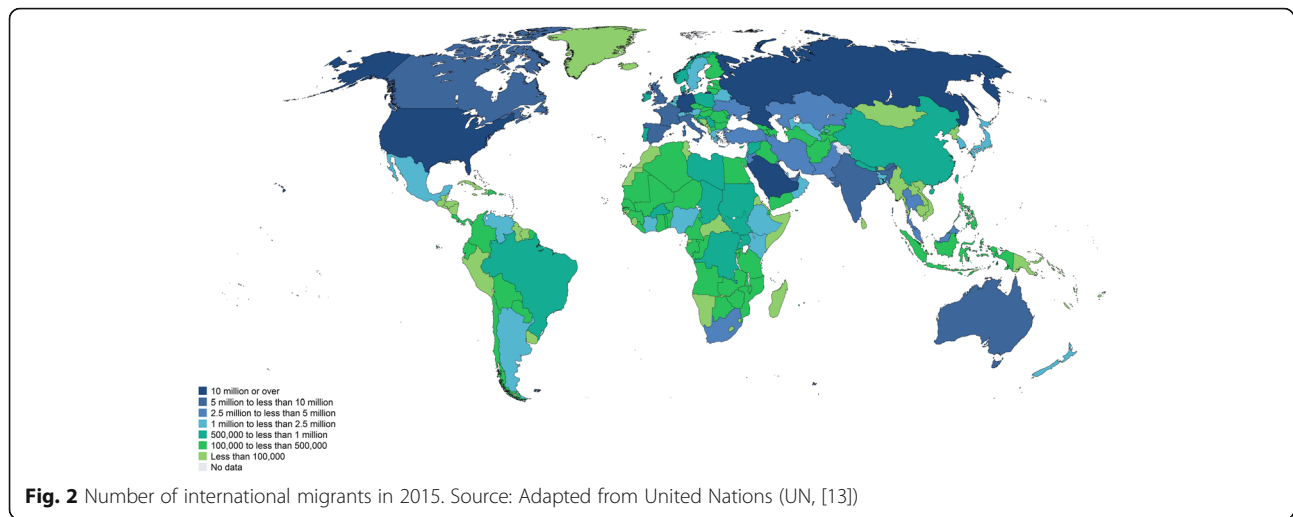 10 million or over
5 million to less than 10 million
2.5 million to less than 5 million
1 million to less than 2.5 million
500,000 to less than 1 million
100,000 to less than 500,000
Less than 100,000
No data
Fig. 2 Number of international migrants in 2015. Source: Adapted from United Nations (UN, [13])